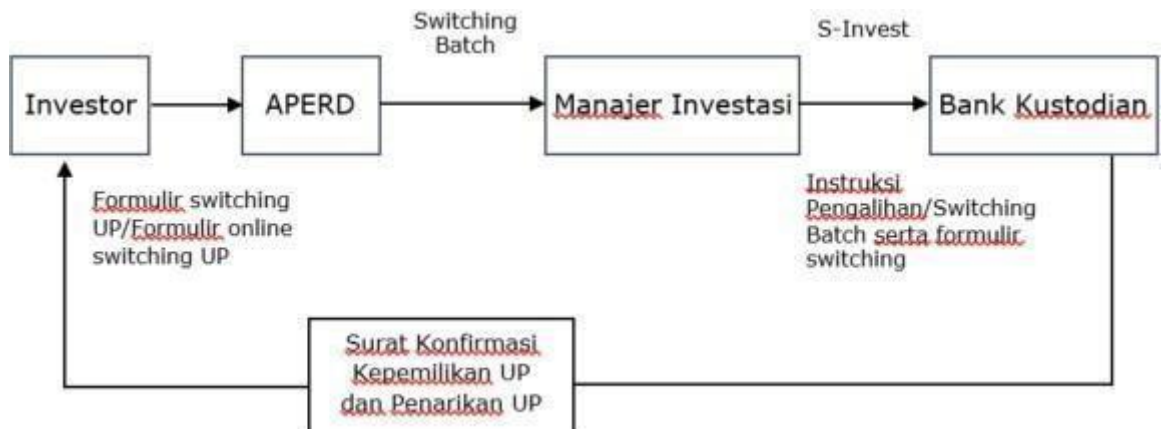 Switching
Batch
S-Invest
Investor
APERD
Manajer Investasi
Bank Kustodian
Formulir switching
UP/Formulir online
switching UP
Instruksi
Pengalihan/Switching
Batch serta formulir
switching
Surat Konfirmasi
Kepemilikan UP
dan Penarikan UP